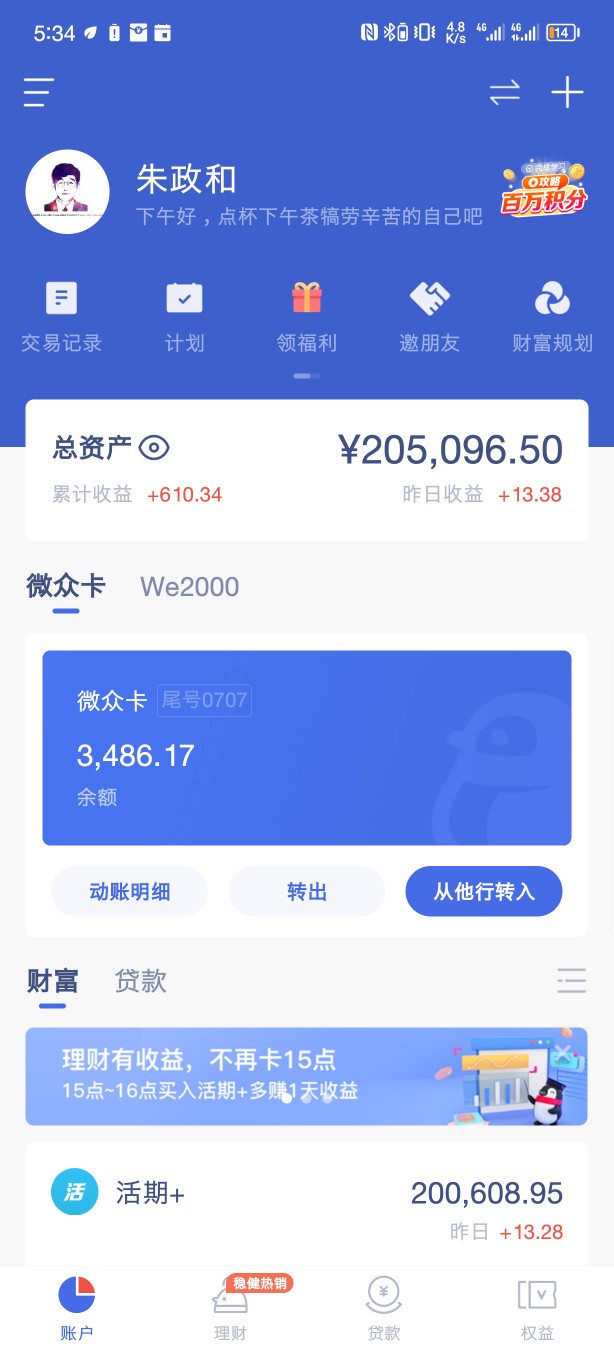 5:34
4.8
K/s
4G
4G
14
朱政和
下午好，点杯下午茶犒劳辛苦的自己吧
攻略
百万积分
交易记录
计划
领福利
邀朋友
财富规划
总资产
¥205,096.50
累计收益 +610.34
昨日收益 +13.38
微众卡
We2000
微众卡 尾号0707
3,486.17
余额
动账明细
转出
从他行转入
财富
贷款
理财有收益，不再卡15点
15点~16点买入活期+多赚1天收益
活
活期+
200,608.95
昨日 +13.28
稳健热销
账户
理财
贷款
权益